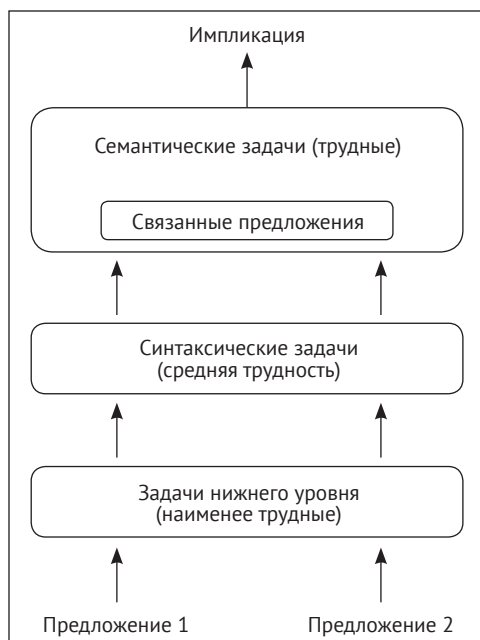 Импликация
Семантические задачи (трудные)
Связанные предложения
Синтаксические задачи
(средняя трудность)
Задачи нижнего уровня
(наименее трудные)
Предложение 1
Предложение 2